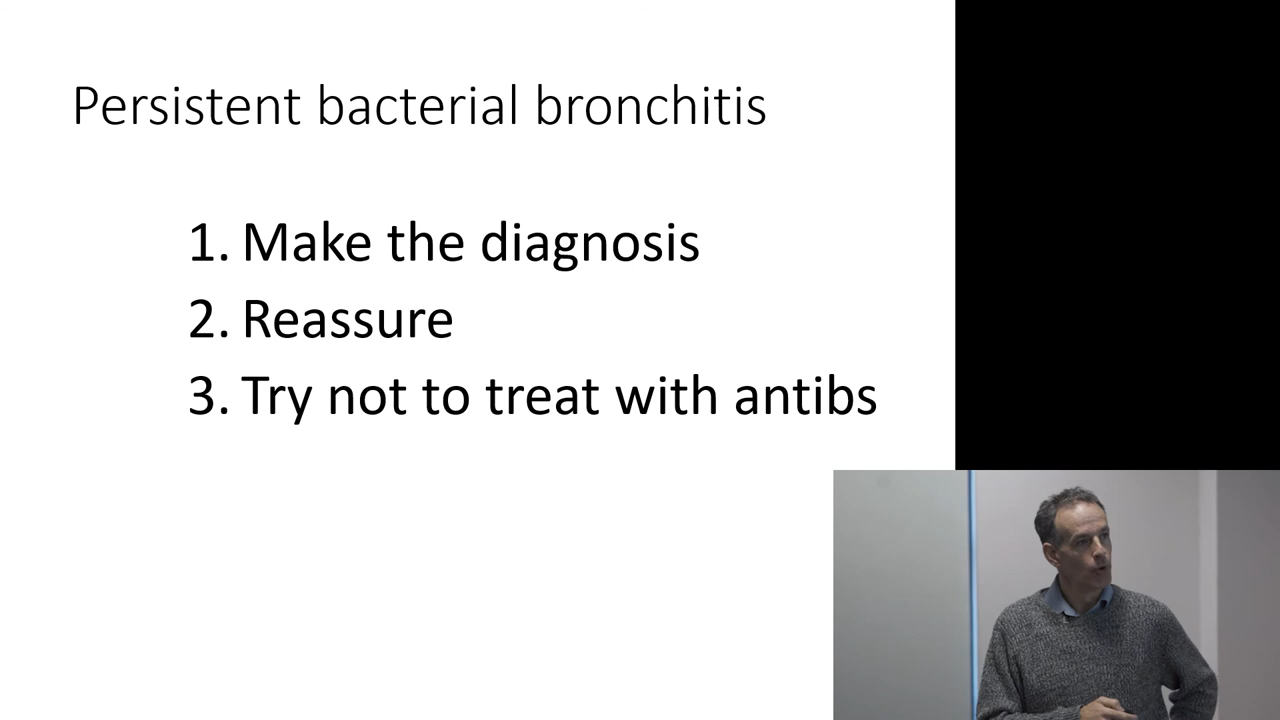 Persistent bacterial bronchitis
1. Make the diagnosis
2. Reassure
3. Try not to treat with antibs